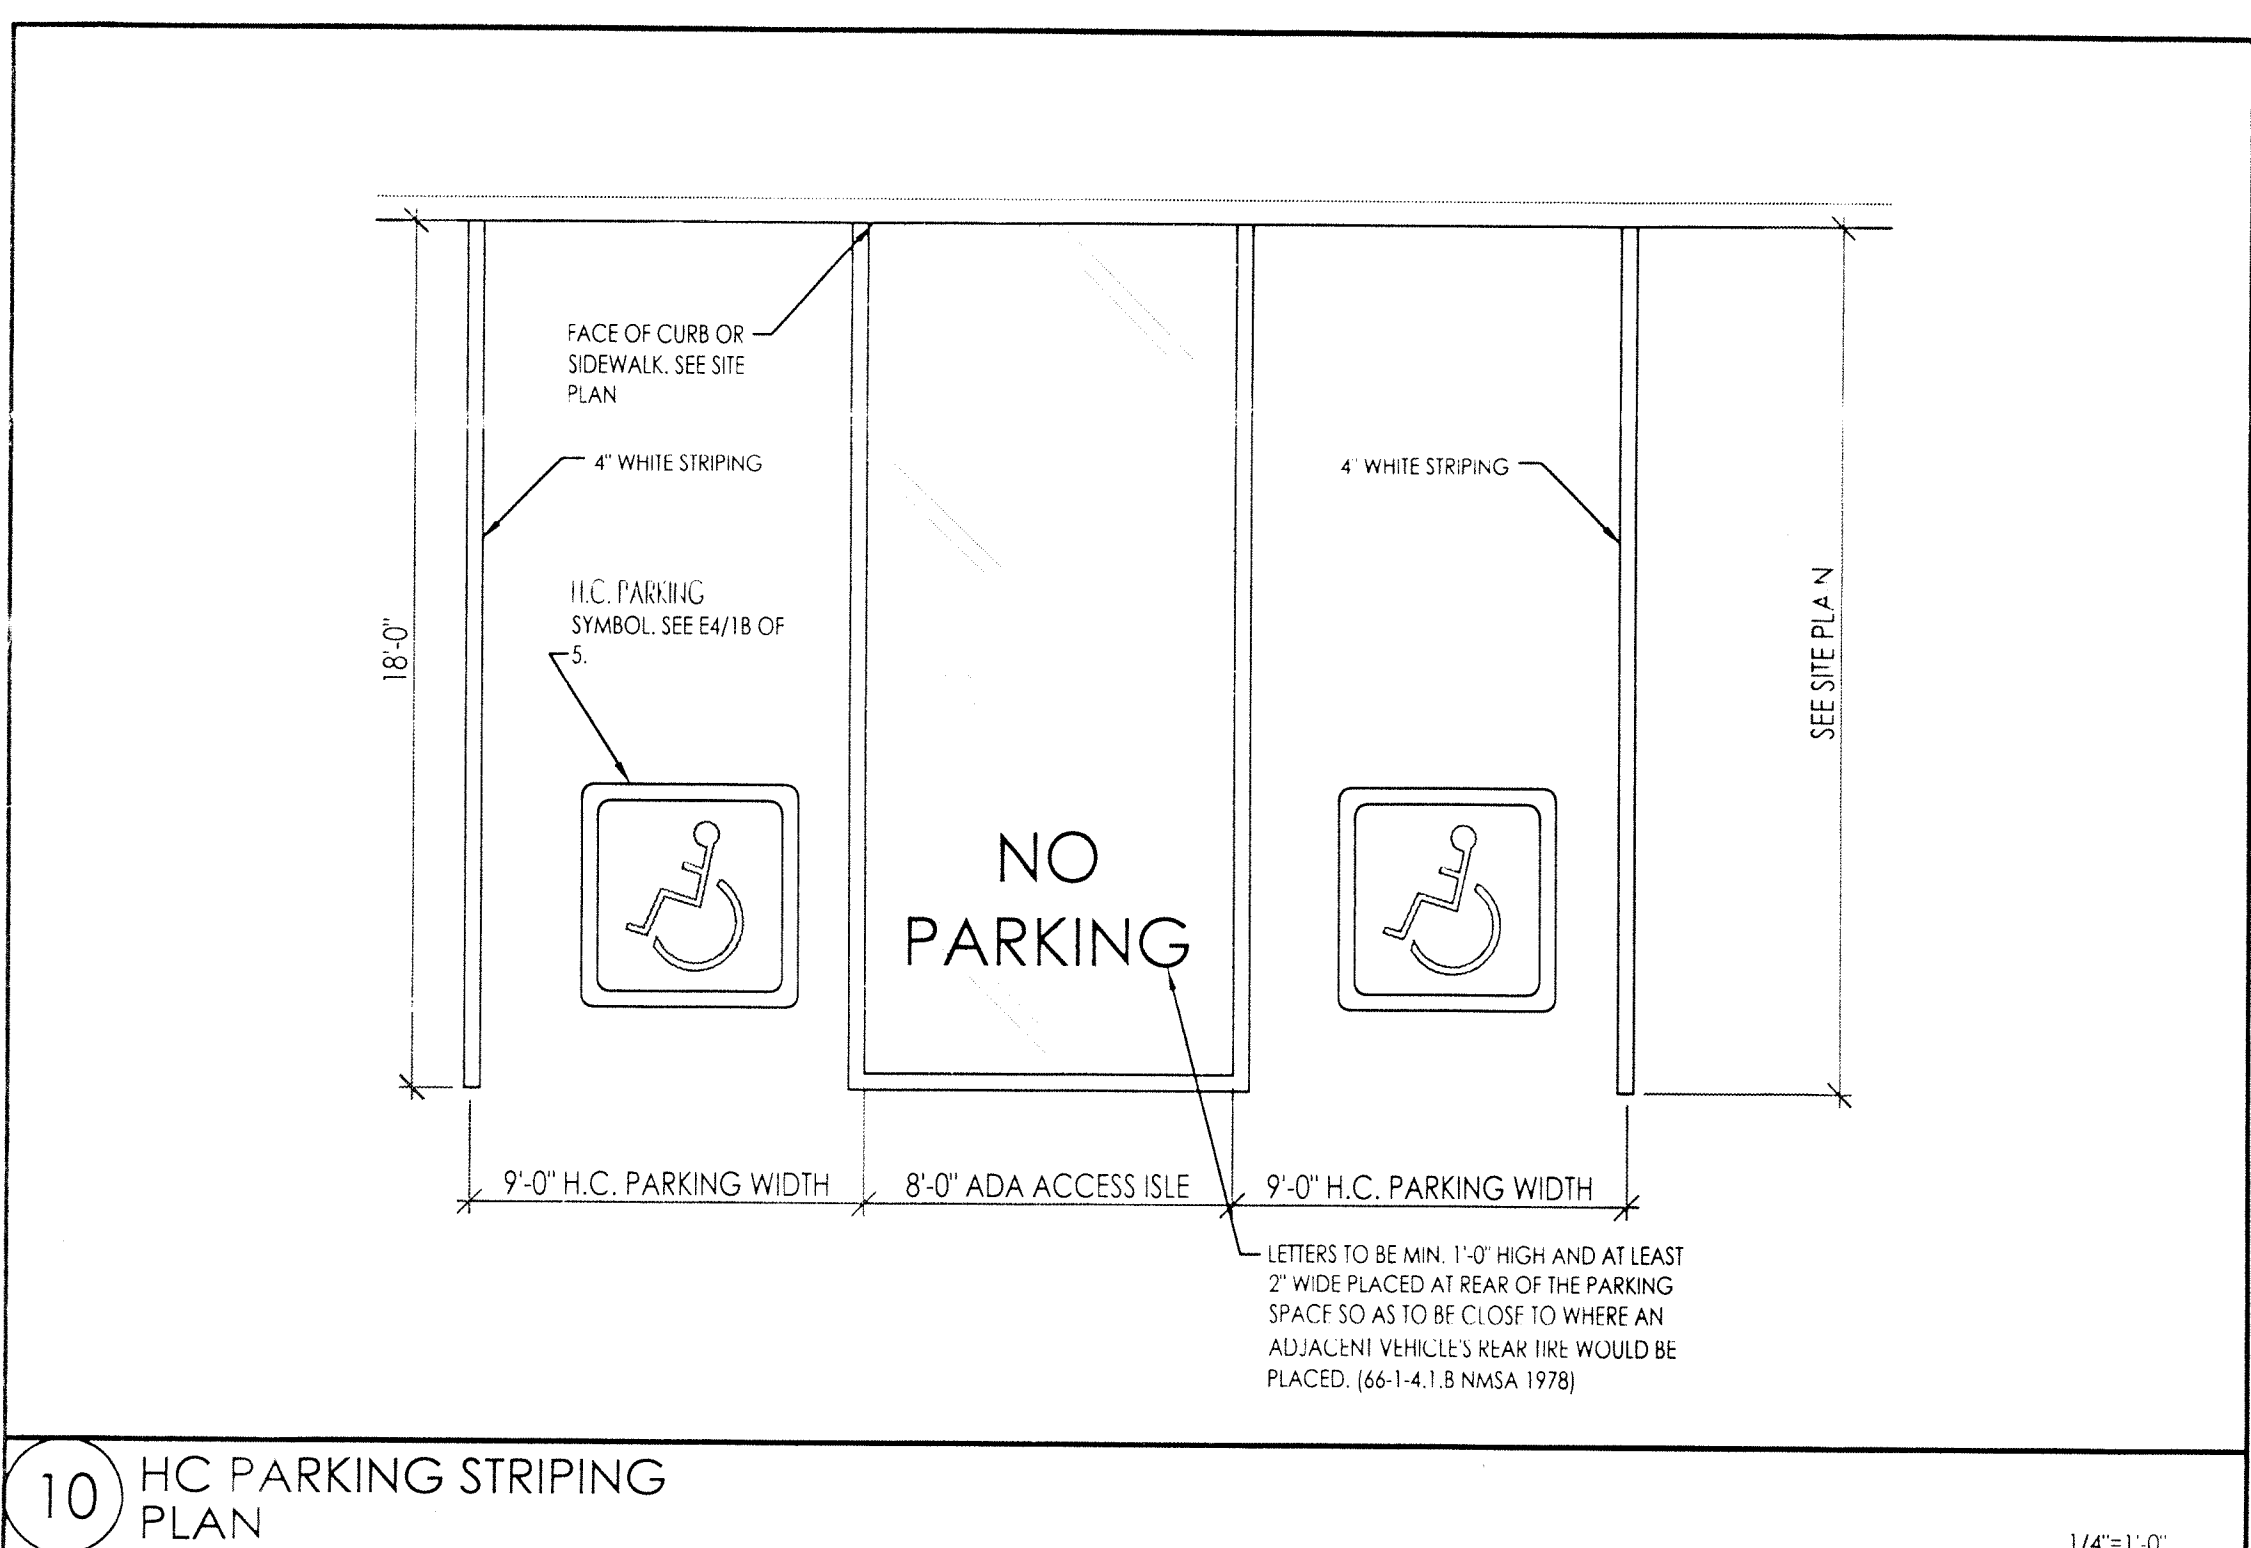 FACE OF CURB OR
SIDEWALK. SEE SITE
PLAN
4" WHITE STRIPING
4" WHITE STRIPING
H.C. PARKING
SYMBOL. SEE E4/1B OF
5.
18'-0"
SEE SITE PLAN
NO
PARKING
9'-0" H.C. PARKING WIDTH
8'-0" ADA ACCESS ISLE
9'-0" H.C. PARKING WIDTH
LETTERS TO BE MIN. 1'-0" HIGH AND AT LEAST
2" WIDE PLACED AT REAR OF THE PARKING
SPACE SO AS TO BE CLOSE TO WHERE AN
ADJACENT VEHICLE'S REAR TIRE WOULD BE
PLACED. (66-1-4.1.B NMSA 1978)
10
HC PARKING STRIPING
PLAN
1/4"=1'-0"